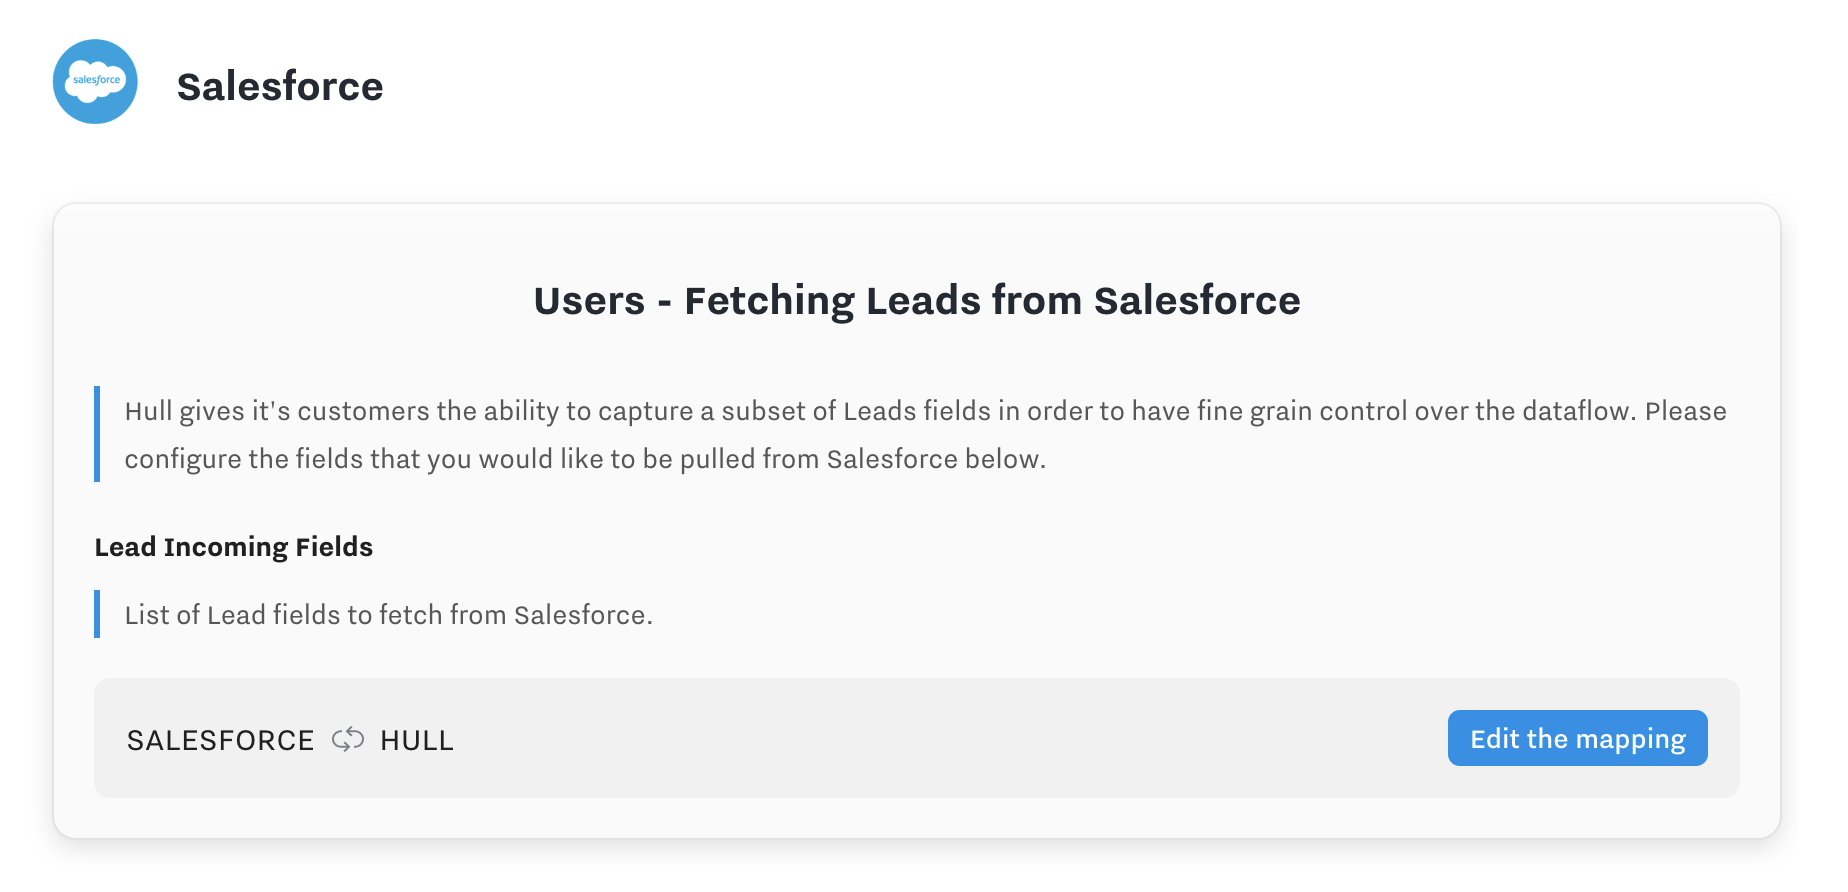 salesforce
Salesforce
Users - Fetching Leads from Salesforce
Hull gives it's customers the ability to capture a subset of Leads fields in order to have fine grain control over the dataflow. Please
configure the fields that you would like to be pulled from Salesforce below.
Lead Incoming Fields
List of Lead fields to fetch from Salesforce.
SALESFORCE HULL Edit the mapping